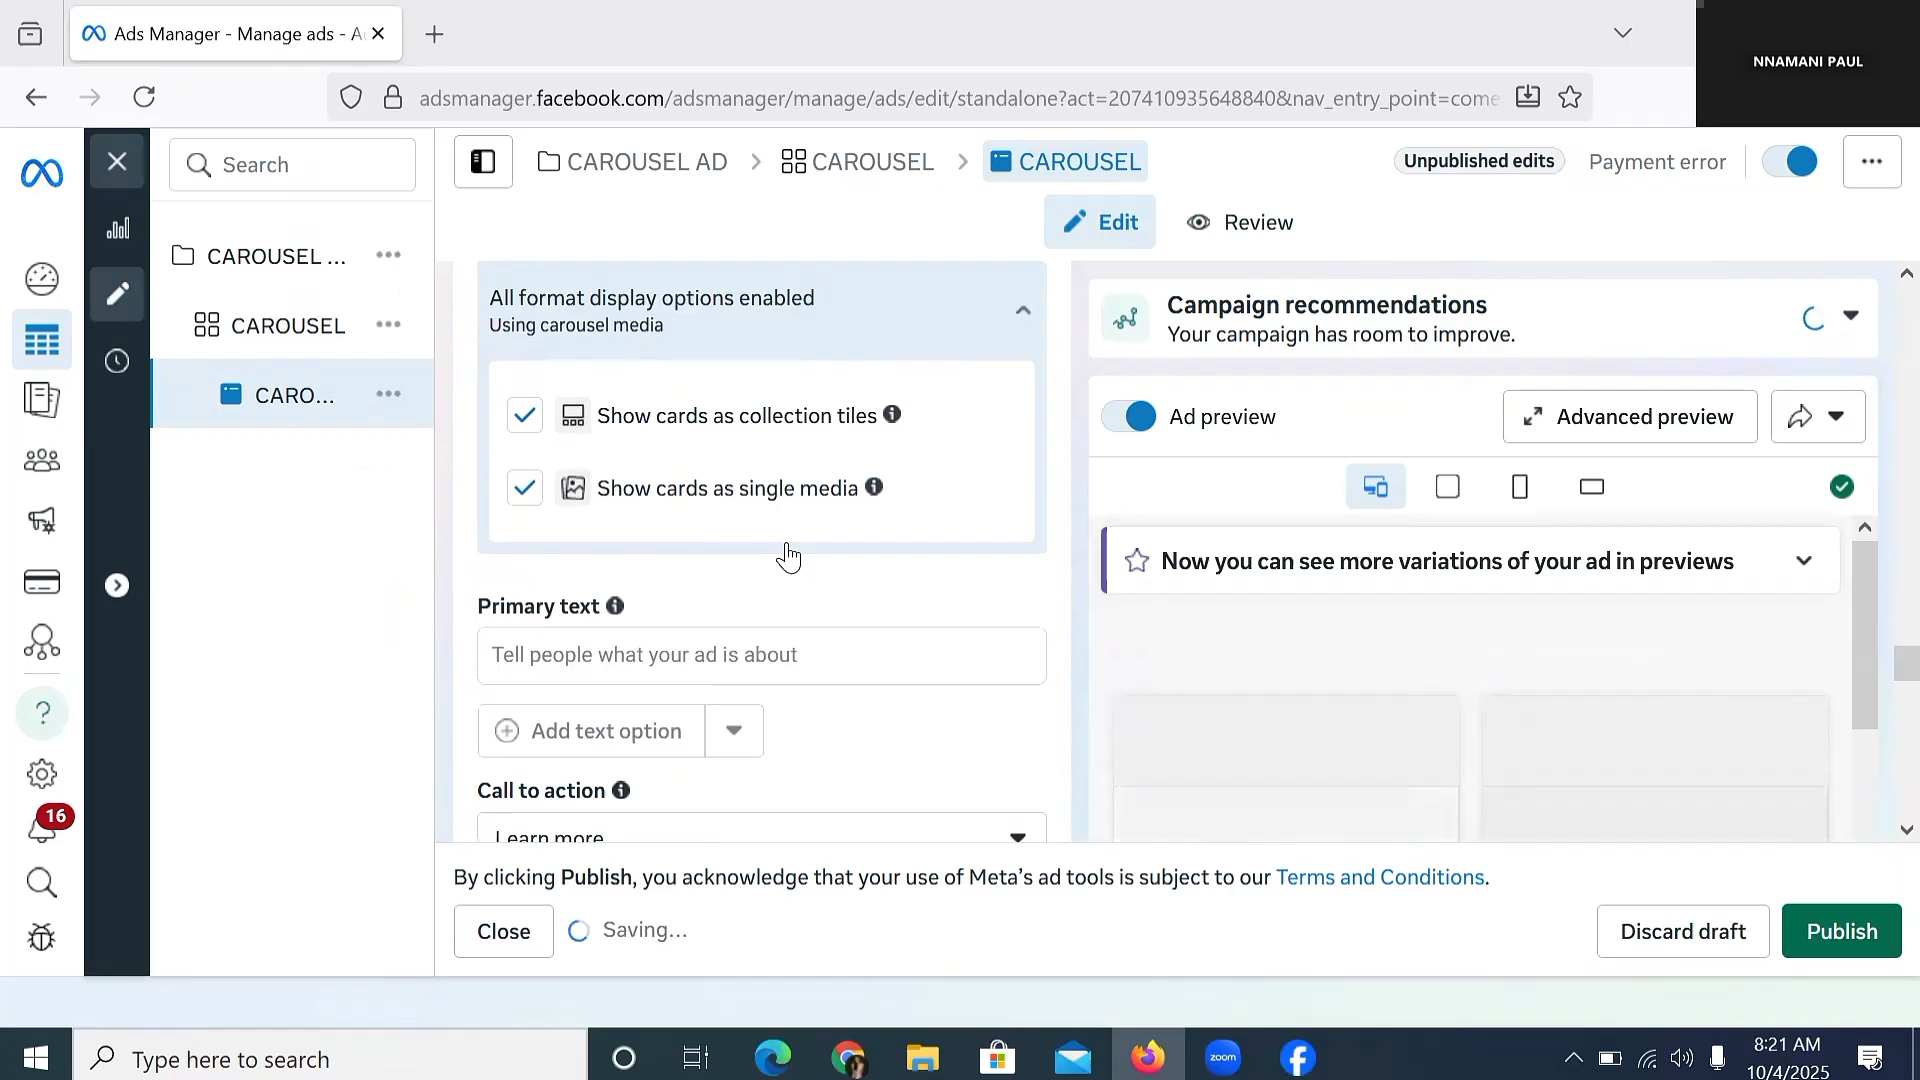 Ads Manager - Manage ads - A
NNAMANI PAUL
adsmanager.facebook.com/adsmanager/manage/ads/edit/standalone?act=207410935648840&nav_entry_point=come
Search
CAROUSEL AD
CAROUSEL
CAROUSEL
Unpublished edits
Payment error
Edit
Review
CAROUSEL ...
CAROUSEL
CARO...
All format display options enabled
Using carousel media
Show cards as collection tiles
Show cards as single media
Primary text
Tell people what your ad is about
Add text option
Call to action
Learn more
Campaign recommendations
Your campaign has room to improve.
Ad preview
Advanced preview
Now you can see more variations of your ad in previews
16
By clicking Publish, you acknowledge that your use of Meta's ad tools is subject to our Terms and Conditions.
Close
Saving...
Discard draft
Publish
Type here to search
zoom
8:21 AM
10/4/2025